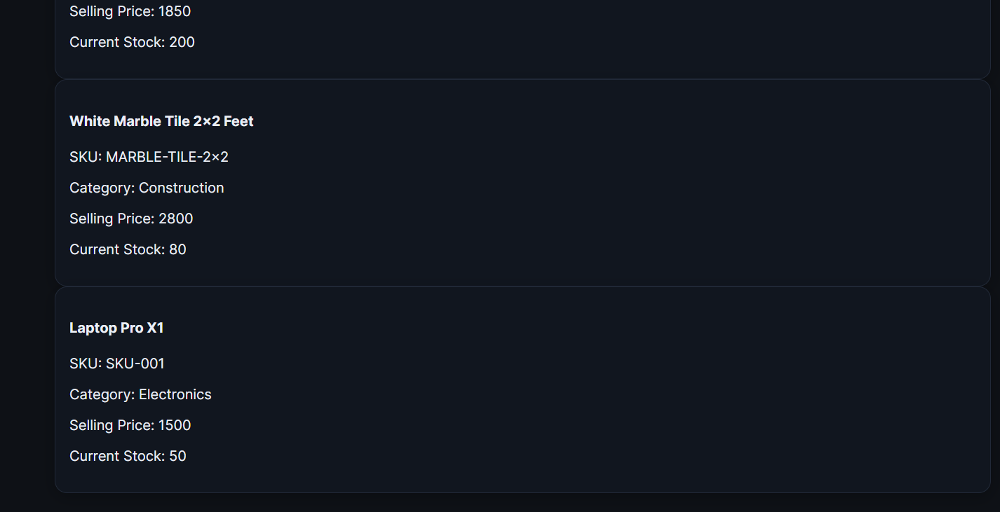 Selling Price: 1850
Current Stock: 200
White Marble Tile 2×2 Feet
SKU: MARBLE-TILE-2×2
Category: Construction
Selling Price: 2800
Current Stock: 80
Laptop Pro X1
SKU: SKU-001
Category: Electronics
Selling Price: 1500
Current Stock: 50